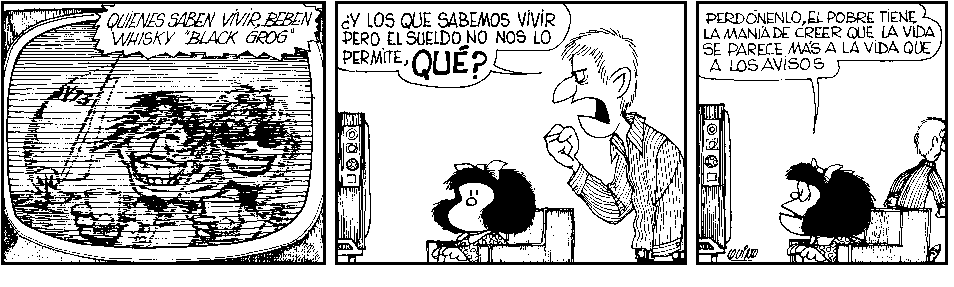 QUIENES SABEN VIVIR, BEBEN
WHISKY "BLACK GROG"
¿Y LOS QUE SABEMOS VIVIR
PERO EL SUELDO NO NOS LO
PERMITE, QUÉ?
PERDÓNENLO, EL POBRE TIENE
LA MANÍA DE CREER QUE LA VIDA
SE PARECE MÁS A LA VIDA QUE
A LOS AVISOS
QUINO